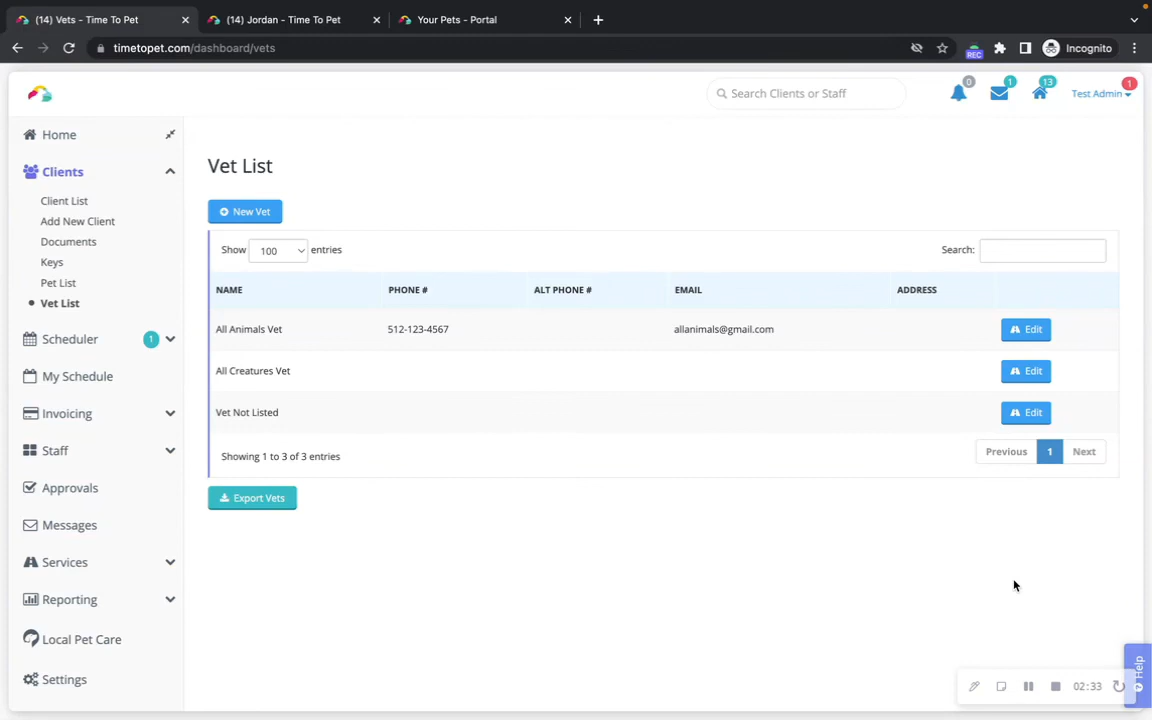 (14) Vets - Time To Pet
(14) Jordan - Time To Pet
Your Pets - Portal
timetopet.com/dashboard/vets
REC
Incognito
Search Clients or Staff
0
1
13
Test Admin
1
Home
Clients
Client List
Add New Client
Documents
Keys
Pet List
Vet List
Scheduler
1
My Schedule
Invoicing
Staff
Approvals
Messages
Services
Reporting
Local Pet Care
Settings
Vet List
New Vet
Show 100 entries
Search:
NAME PHONE # ALT PHONE # EMAIL ADDRESS
All Animals Vet 512-123-4567 allanimals@gmail.com Edit
All Creatures Vet Edit
Vet Not Listed Edit
Showing 1 to 3 of 3 entries
Previous 1 Next
Export Vets
Help
02:33